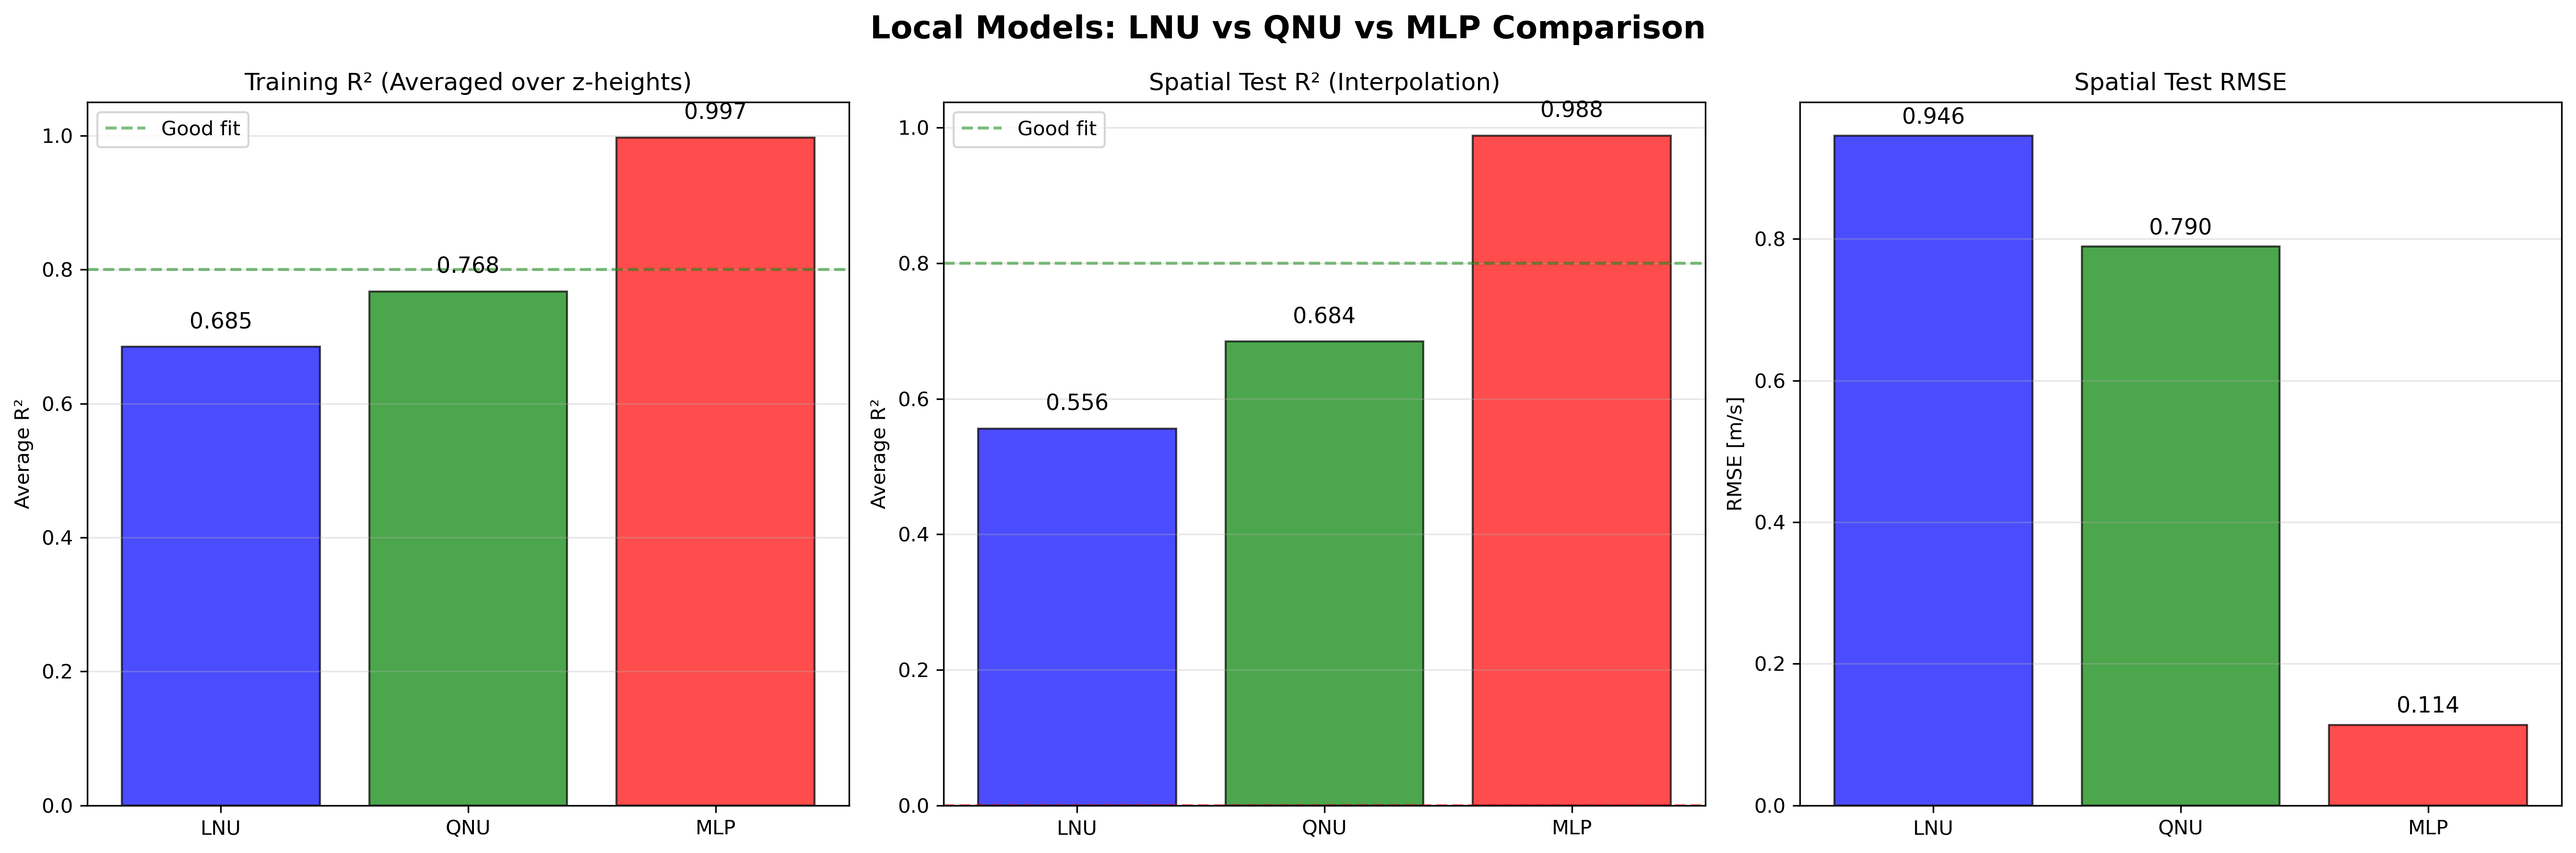 Local Models: LNU vs QNU vs MLP Comparison
Training R² (Averaged over z-heights)
Good fit
Average R²
1.0
0.8
0.6
0.4
0.2
0.0
0.685
0.768
0.997
LNU
QNU
MLP
Spatial Test R² (Interpolation)
Good fit
Average R²
1.0
0.8
0.6
0.4
0.2
0.0
0.556
0.684
0.988
LNU
QNU
MLP
Spatial Test RMSE
RMSE [m/s]
0.8
0.6
0.4
0.2
0.0
0.946
0.790
0.114
LNU
QNU
MLP